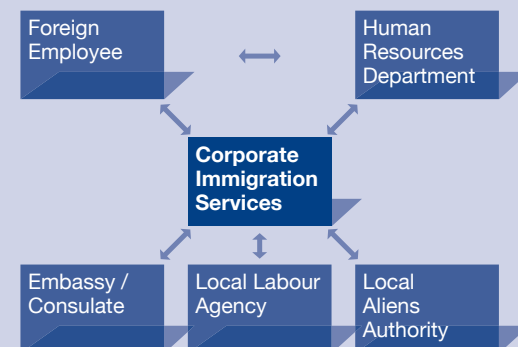 Foreign
Employee
Human
Resources
Department
Corporate
Immigration
Services
Embassy /
Consulate
Local Labour
Agency
Local
Aliens
Authority